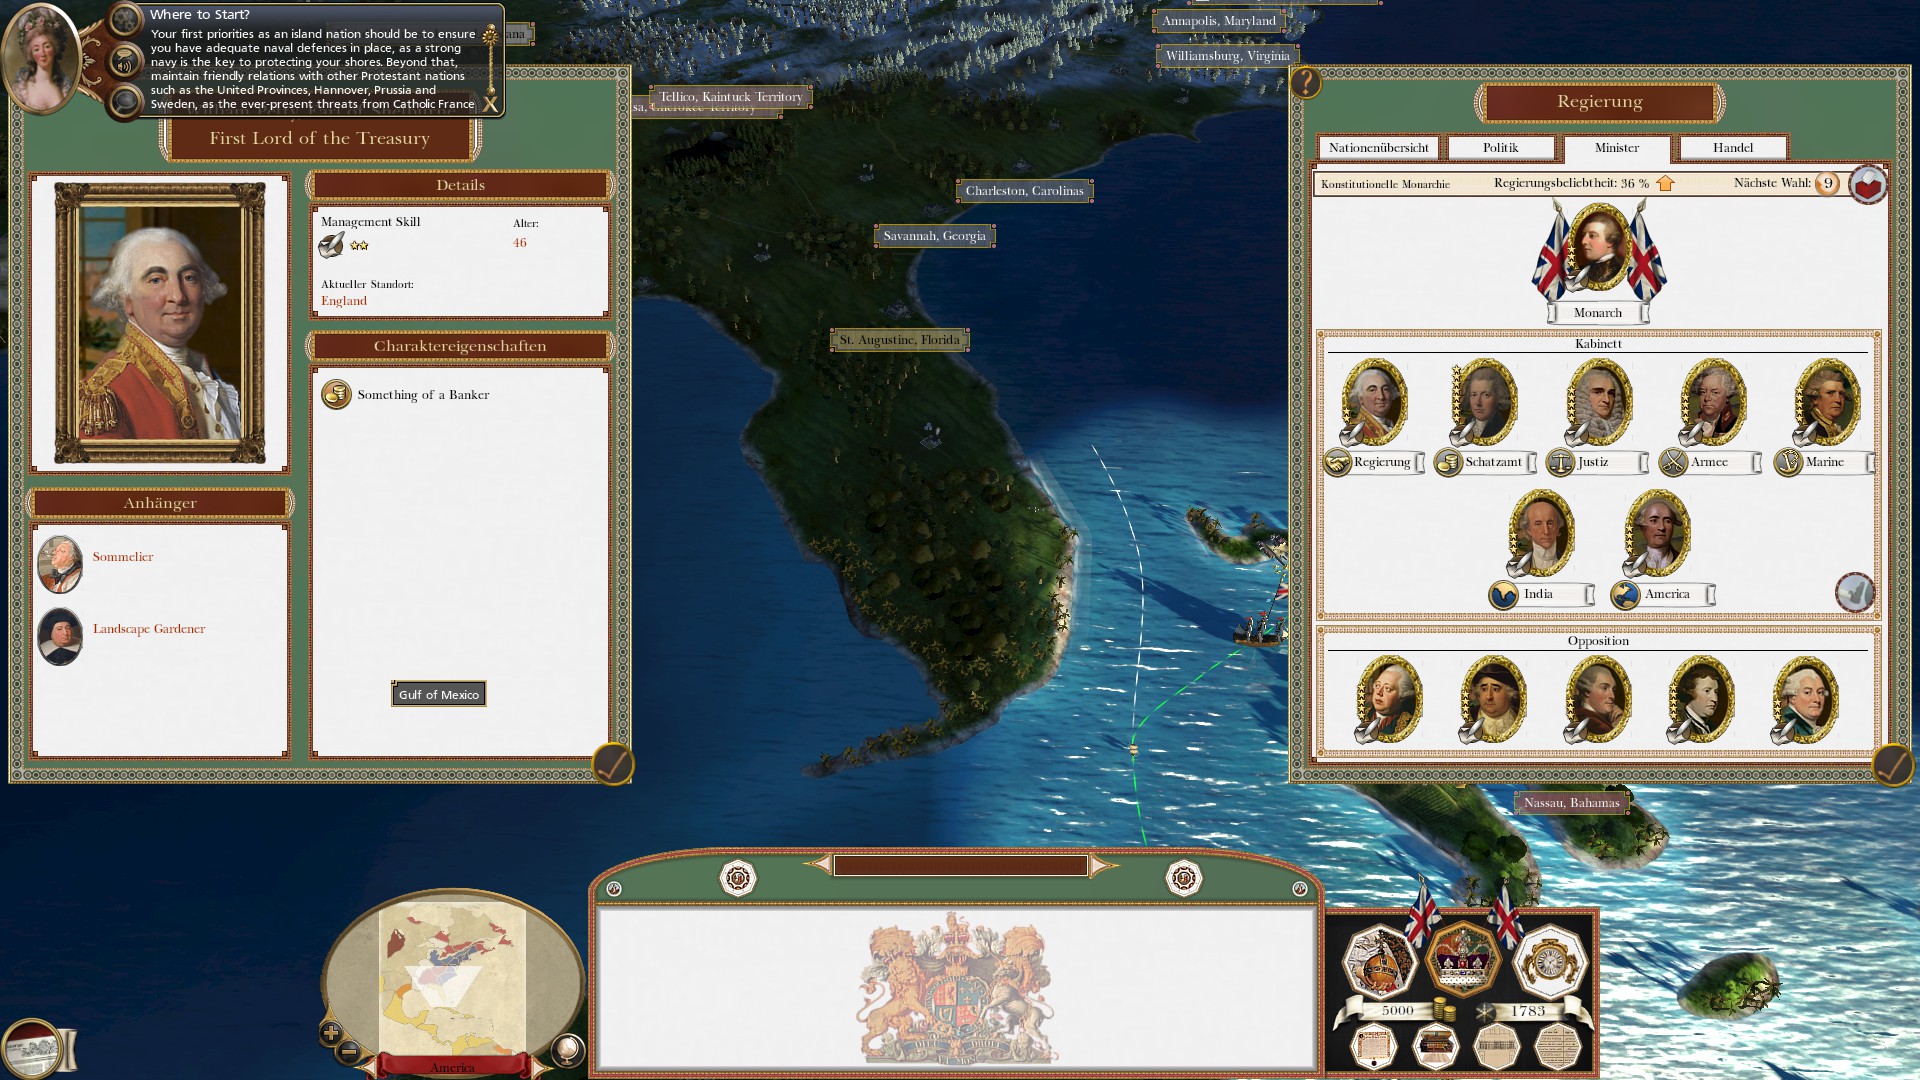 Where to Start?
Your first priorities as an island nation should be to ensure
you have adequate naval defences in place, as a strong
navy is the key to protecting your shores. Beyond that,
maintain friendly relations with other Protestant nations
such as the United Provinces, Hannover, Prussia and
Sweden, as the ever-present threats from Catholic France
X
First Lord of the Treasury
Details
Management Skill
Alter:
46
Aktueller Standort:
England
Charaktereigenschaften
Something of a Banker
Anhänger
Sommelier
Landscape Gardener
Gulf of Mexico
Annapolis, Maryland
Williamsburg, Virginia
Tellico, Kaintuck Territory
Cherokee Territory
Charleston, Carolinas
Savannah, Georgia
St. Augustine, Florida
Nassau, Bahamas
?
Regierung
Nationenübersicht
Politik
Minister
Handel
Konstitutionelle Monarchie
Regierungsbeliebtheit: 36 %
Nächste Wahl: 9
Monarch
Kabinett
Regierung
Schatzamt
Justiz
Armee
Marine
India
America
Opposition
America
5000
1783